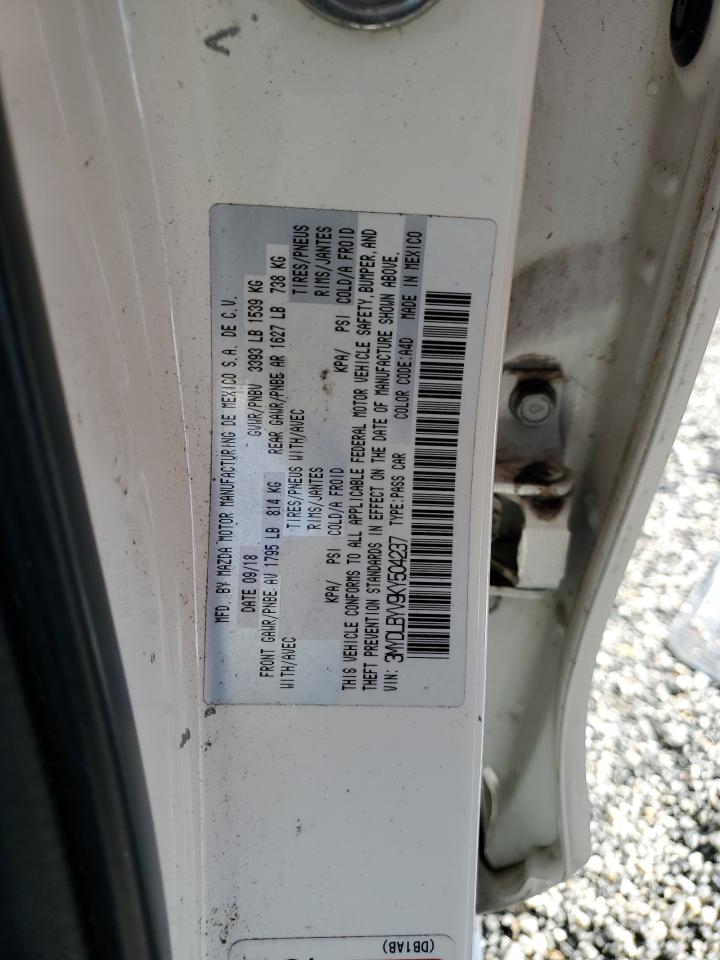 MFD. BY MAZDA MOTOR MANUFACTURING DE MEXICO S.A. DE C.V.
DATE 09/18 GVWR/PNBV 3393 LB 1539 KG
FRONT GAWR/PNBE AV 1795 LB 814 KG REAR GAWR/PNBE AR 1627 LB 738 KG
WITH/AVEC TIRES/PNEUS WITH/AVEC TIRES/PNEUS
RIMS/JANTES RIMS/JANTES
KPA/ PSI COLD/A FROID KPA/ PSI COLD/A FROID
THIS VEHICLE CONFORMS TO ALL APPLICABLE FEDERAL MOTOR VEHICLE SAFETY, BUMPER, AND
THEFT PREVENTION STANDARDS IN EFFECT ON THE DATE OF MANUFACTURE SHOWN ABOVE.
VIN: 3MYDLBYV9KY504237 TYPE:PASS CAR COLOR CODE:A4D MADE IN MEXICO
(DB1AB)